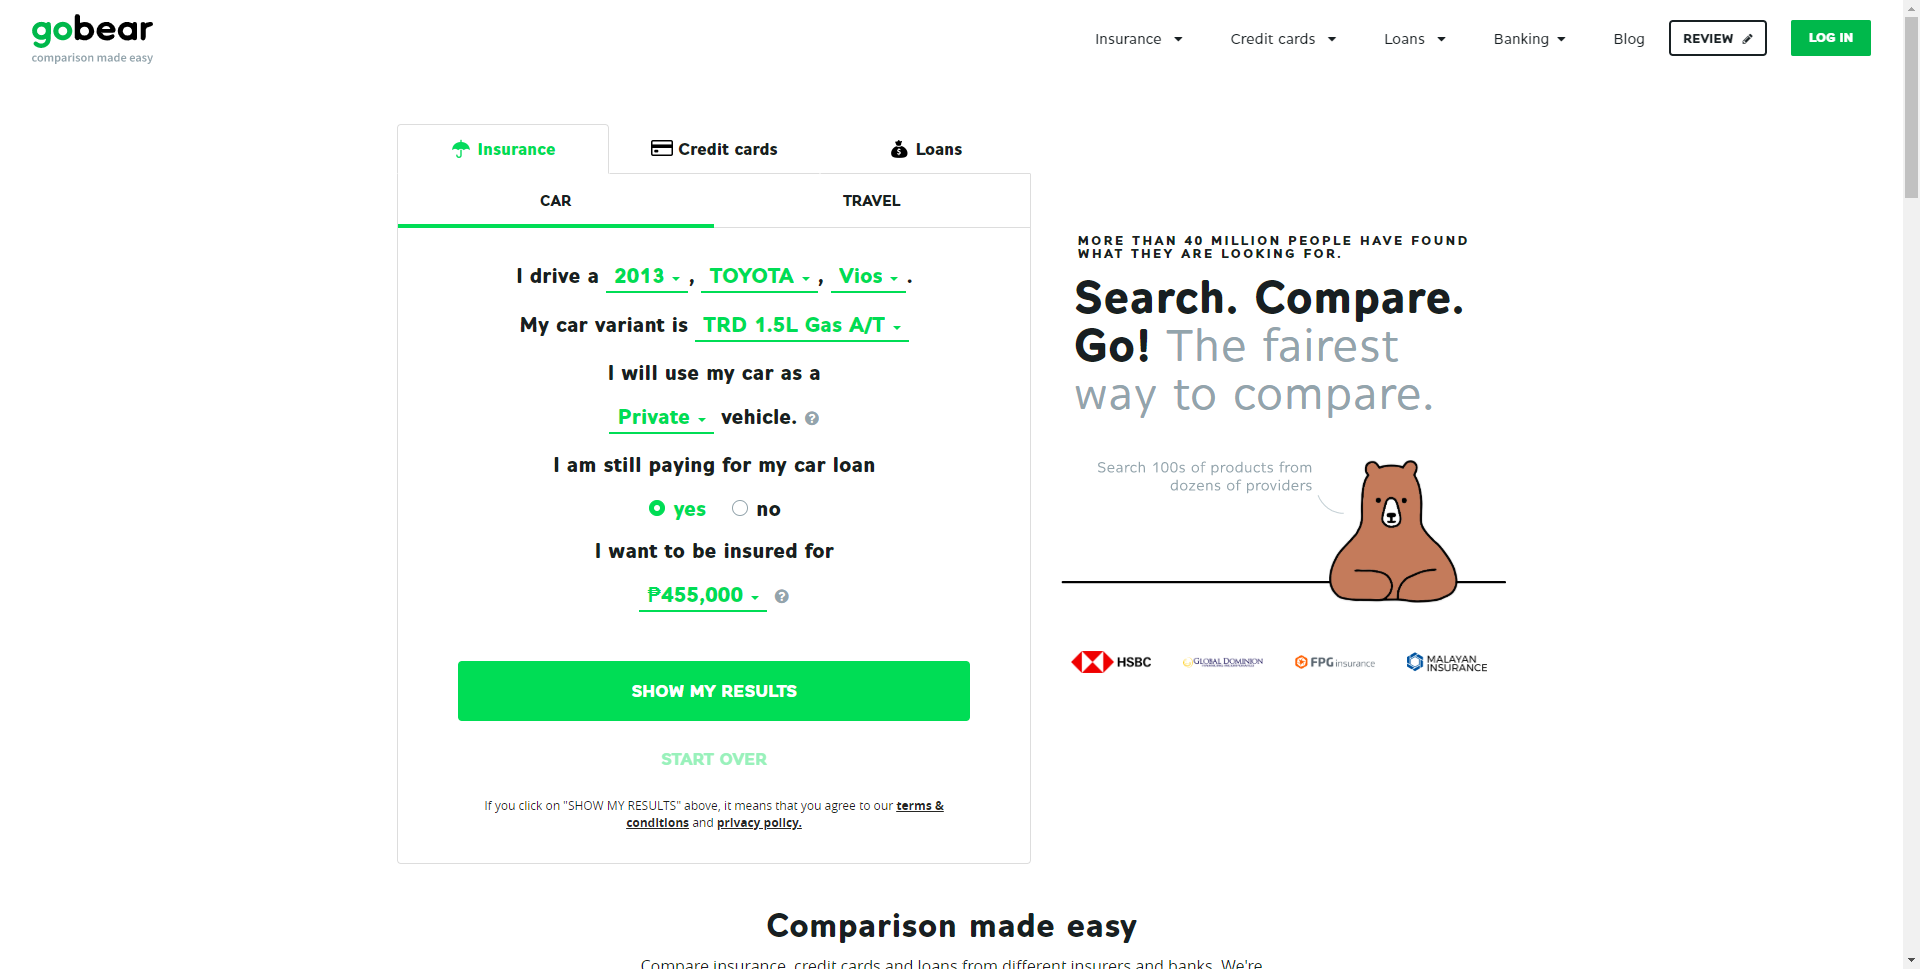 gobear
comparison made easy
Insurance
Credit cards
Loans
Banking
Blog
REVIEW
LOG IN
Insurance
Credit cards
Loans
CAR
TRAVEL
I drive a 2013 , TOYOTA , Vios .
My car variant is TRD 1.5L Gas A/T
I will use my car as a
Private vehicle. ?
I am still paying for my car loan
yes no
I want to be insured for
₱455,000 ?
SHOW MY RESULTS
START OVER
If you click on "SHOW MY RESULTS" above, it means that you agree to our terms &
conditions and privacy policy.
MORE THAN 40 MILLION PEOPLE HAVE FOUND
WHAT THEY ARE LOOKING FOR.
Search. Compare.
Go! The fairest
way to compare.
Search 100s of products from
dozens of providers
HSBC
GLOBAL DOMINION
FPG insurance
MALAYAN
INSURANCE
Comparison made easy
Compare insurance, credit cards and loans from different insurers and banks. We're